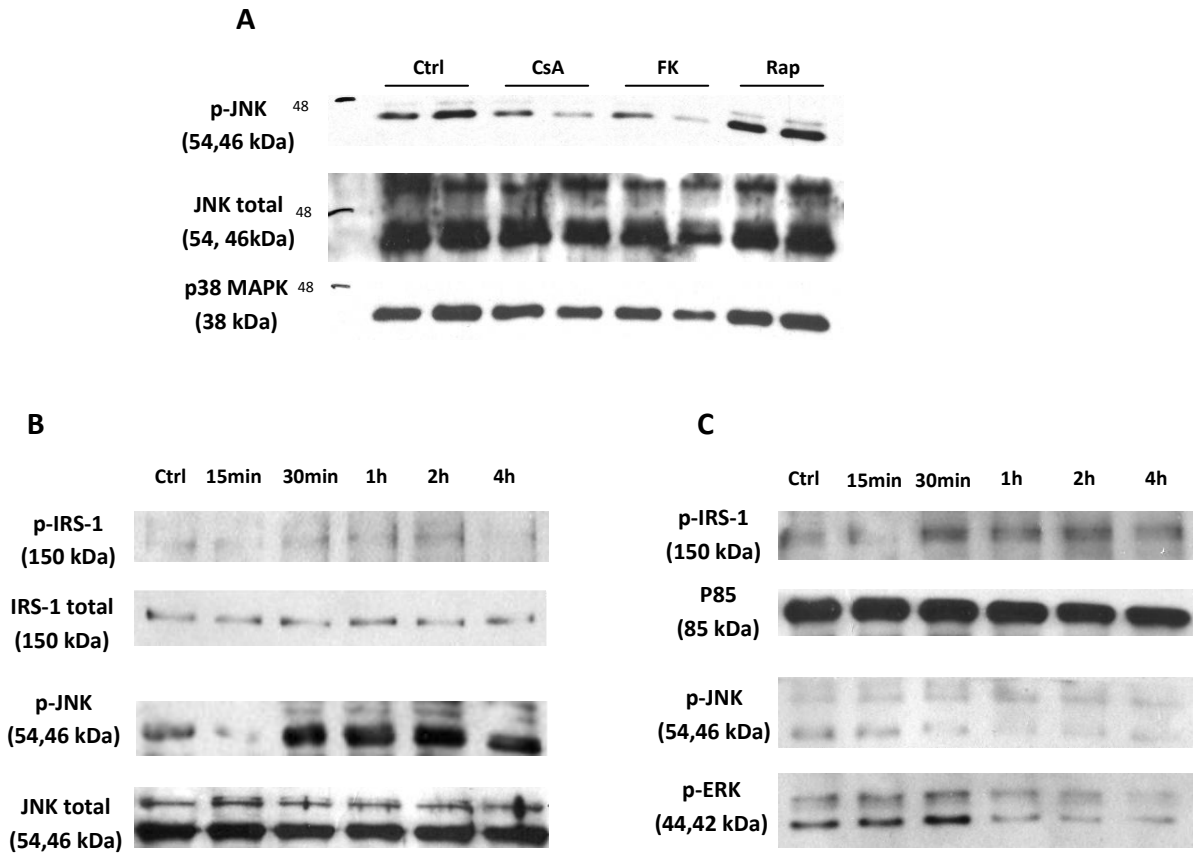 A
Ctrl CsA FK Rap
p-JNK 48
(54,46 kDa)
JNK total 48
(54, 46kDa)
p38 MAPK 48
(38 kDa)
B
Ctrl 15min 30min 1h 2h 4h
p-IRS-1
(150 kDa)
IRS-1 total
(150 kDa)
p-JNK
(54,46 kDa)
JNK total
(54,46 kDa)
C
Ctrl 15min 30min 1h 2h 4h
p-IRS-1
(150 kDa)
P85
(85 kDa)
p-JNK
(54,46 kDa)
p-ERK
(44,42 kDa)